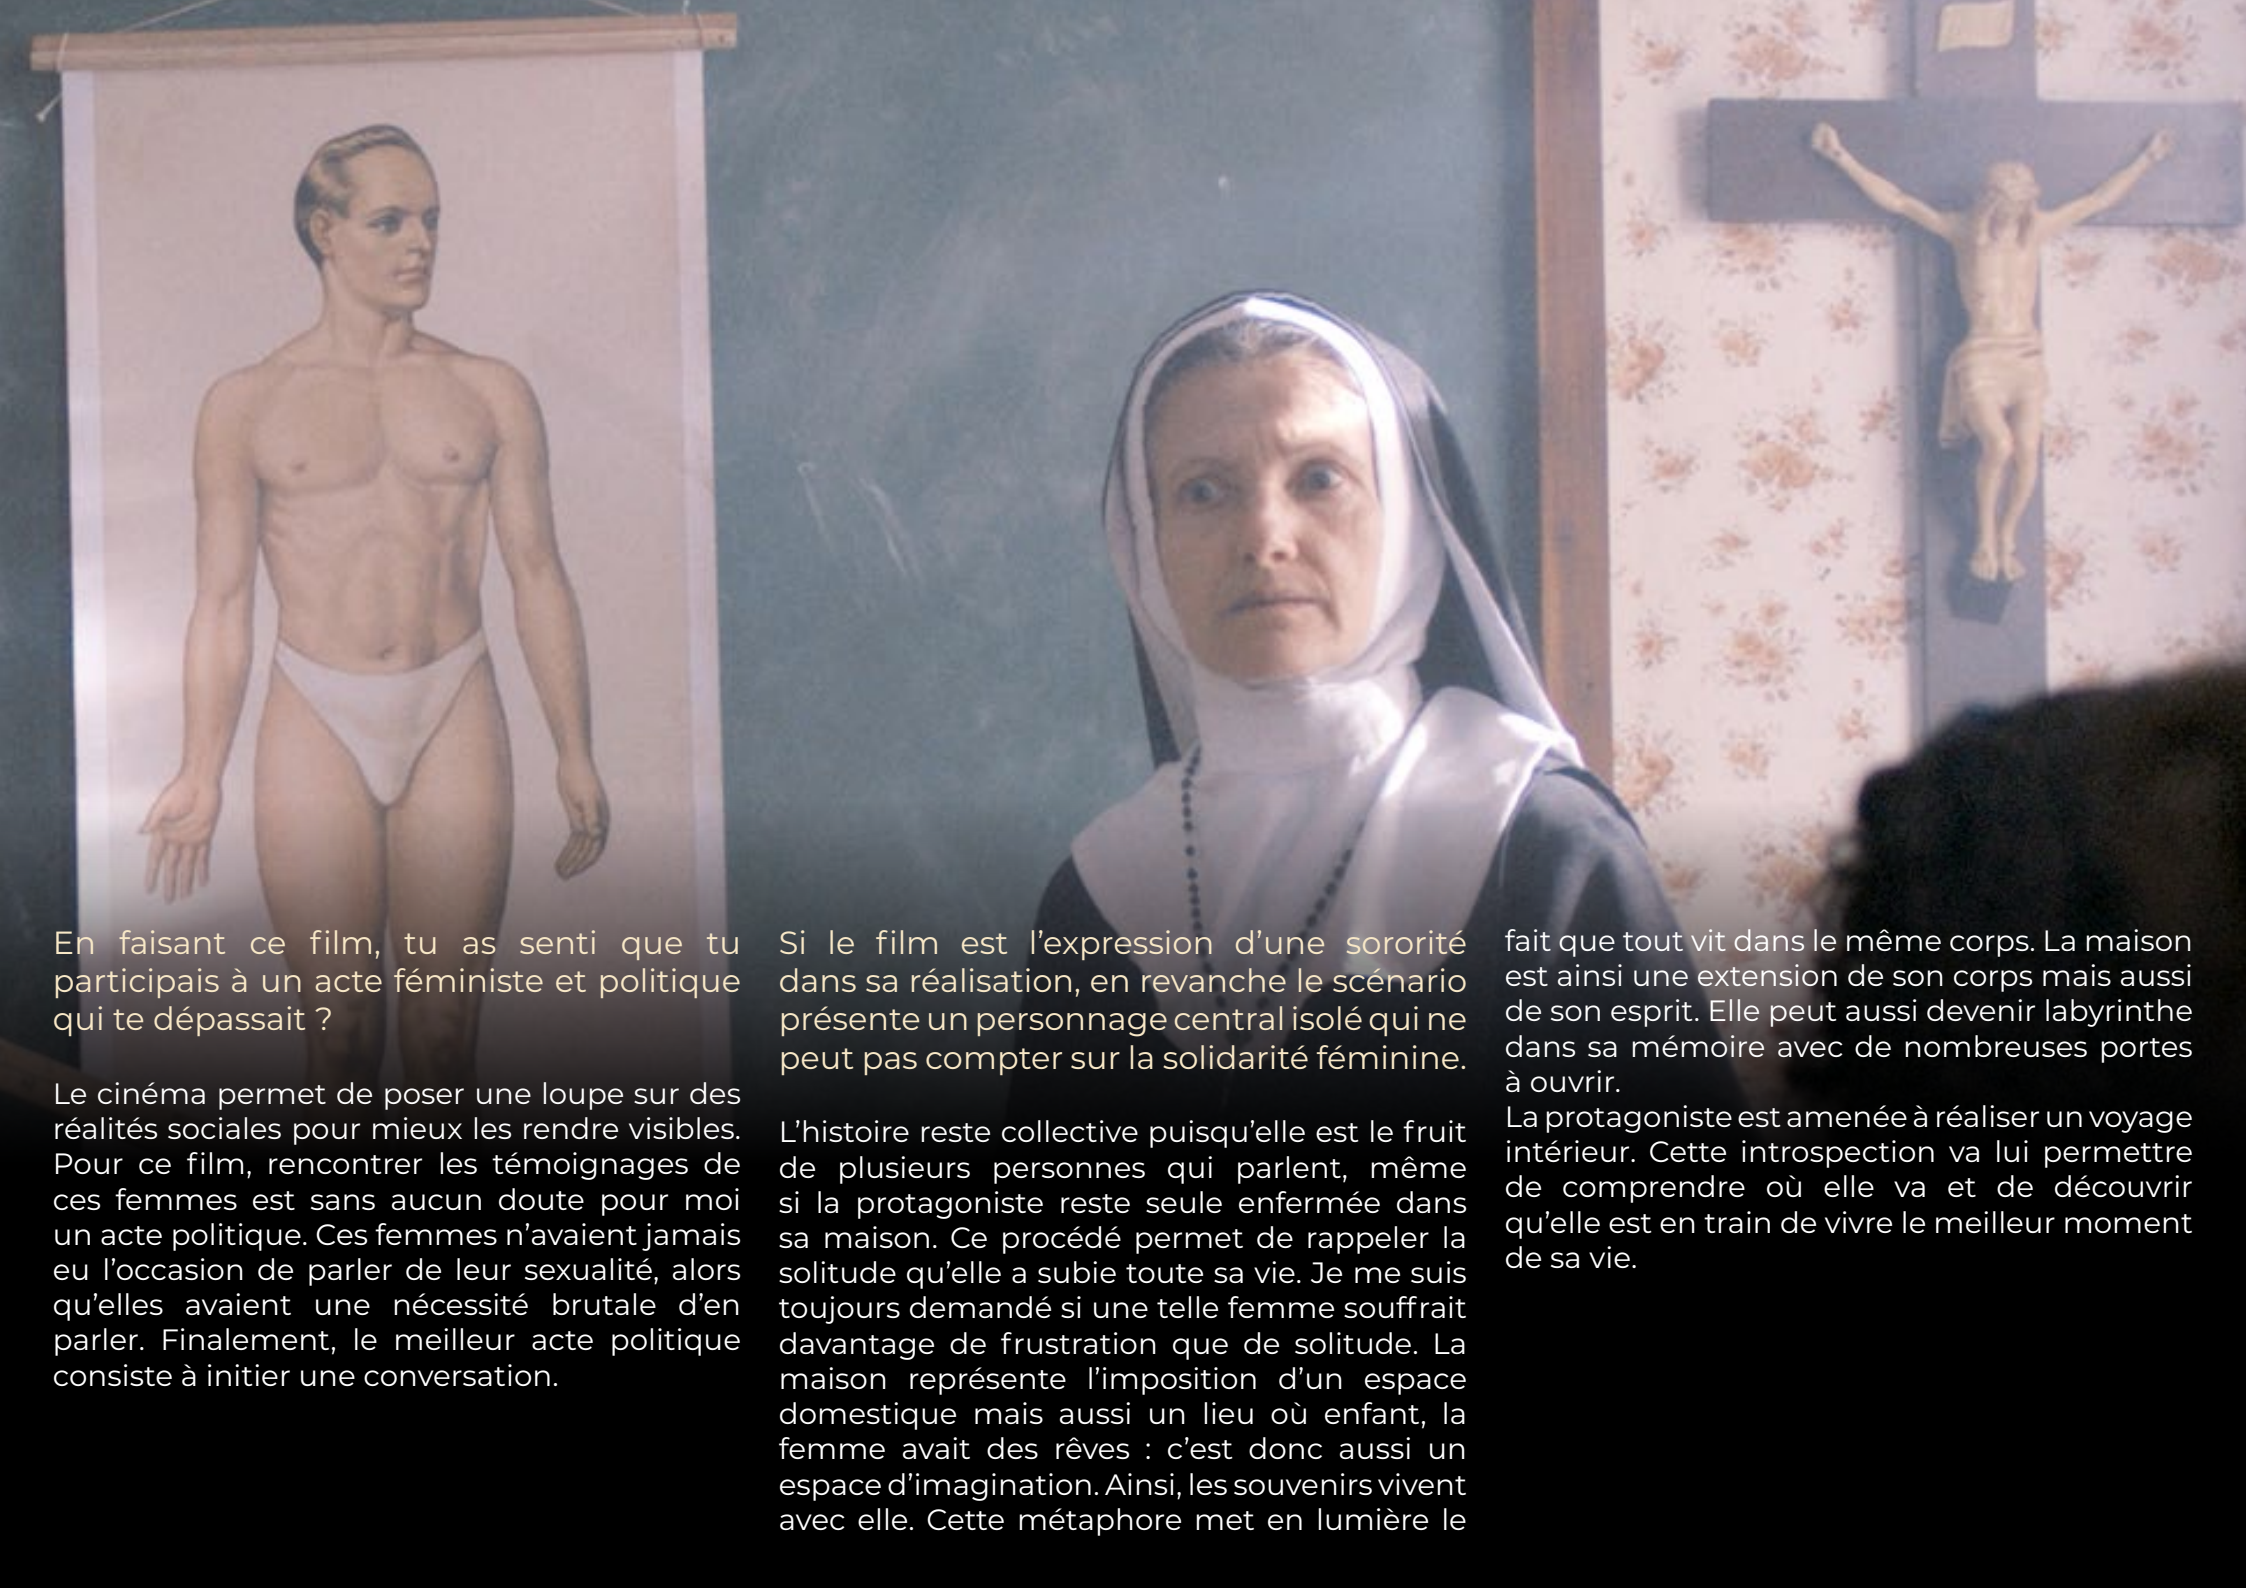 En faisant ce film, tu as senti que tu
participais à un acte féministe et politique
qui te dépassait ?
Le cinéma permet de poser une loupe sur des
réalités sociales pour mieux les rendre visibles.
Pour ce film, rencontrer les témoignages de
ces femmes est sans aucun doute pour moi
un acte politique. Ces femmes n’avaient jamais
eu l’occasion de parler de leur sexualité, alors
qu’elles avaient une nécessité brutale d’en
parler. Finalement, le meilleur acte politique
consiste à initier une conversation.
Si le film est l’expression d’une sororité
dans sa réalisation, en revanche le scénario
présente un personnage central isolé qui ne
peut pas compter sur la solidarité féminine.
L’histoire reste collective puisqu’elle est le fruit
de plusieurs personnes qui parlent, même
si la protagoniste reste seule enfermée dans
sa maison. Ce procédé permet de rappeler la
solitude qu’elle a subie toute sa vie. Je me suis
toujours demandé si une telle femme souffrait
davantage de frustration que de solitude. La
maison représente l’imposition d’un espace
domestique mais aussi un lieu où enfant, la
femme avait des rêves : c’est donc aussi un
espace d’imagination. Ainsi, les souvenirs vivent
avec elle. Cette métaphore met en lumière le
fait que tout vit dans le même corps. La maison
est ainsi une extension de son corps mais aussi
de son esprit. Elle peut aussi devenir labyrinthe
dans sa mémoire avec de nombreuses portes
à ouvrir.
La protagoniste est amenée à réaliser un voyage
intérieur. Cette introspection va lui permettre
de comprendre où elle va et de découvrir
qu’elle est en train de vivre le meilleur moment
de sa vie.